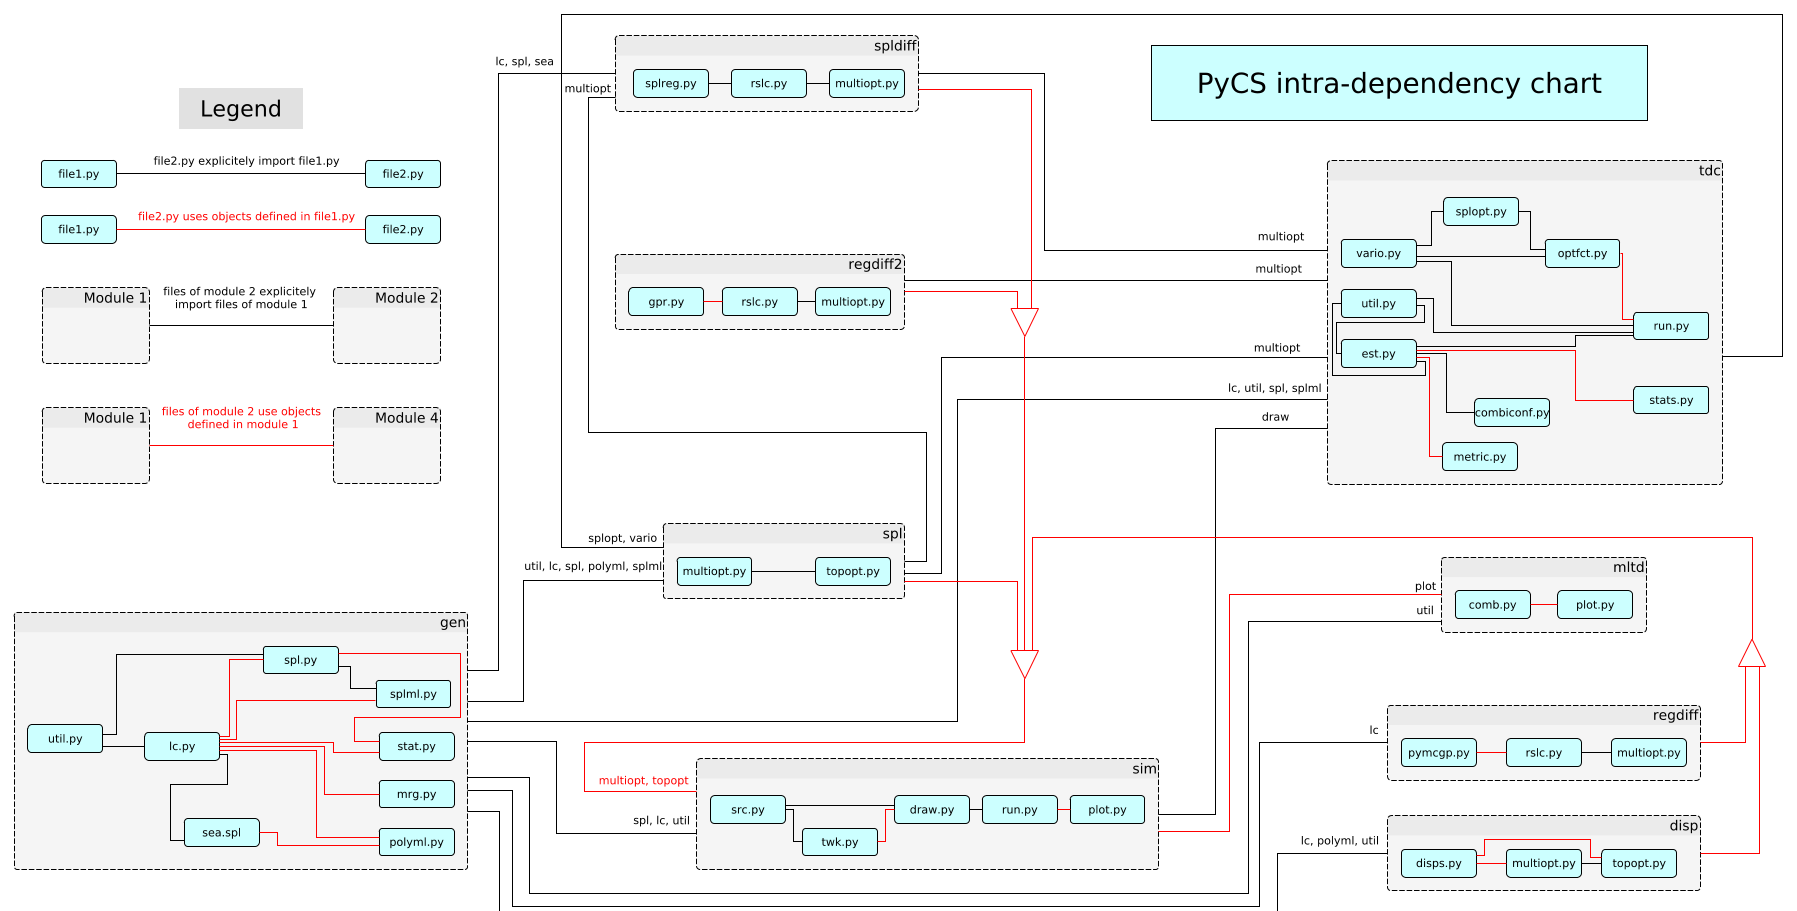 PyCS intra-dependency chart
Legend
file1.py
file2.py explicitely import file1.py
file2.py
file1.py
file2.py uses objects defined in file1.py
file2.py
Module 1
files of module 2 explicitely
import files of module 1
Module 2
Module 1
files of module 2 use objects
defined in module 1
Module 4
lc, spl, sea
multiopt
spldiff
splreg.py
rslc.py
multiopt.py
regdiff2
gpr.py
rslc.py
multiopt.py
multiopt
multiopt
multiopt
lc, util, spl, splml
draw
tdc
splopt.py
vario.py
optfct.py
util.py
run.py
est.py
stats.py
combiconf.py
metric.py
splopt, vario
util, lc, spl, polyml, splml
spl
multiopt.py
topopt.py
gen
spl.py
splml.py
util.py
lc.py
stat.py
mrg.py
sea.spl
polyml.py
multiopt, topopt
spl, lc, util
sim
src.py
draw.py
run.py
plot.py
twk.py
plot
util
mltd
comb.py
plot.py
lc
regdiff
pymcgp.py
rslc.py
multiopt.py
lc, polyml, util
disp
disps.py
multiopt.py
topopt.py